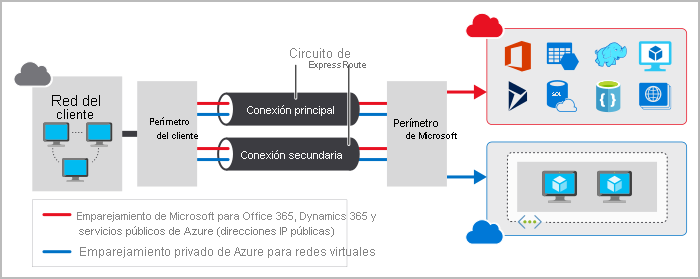 Circuito de
ExpressRoute
Red del
cliente
Perímetro
del cliente
Conexión principal
Conexión secundaria
Perímetro
de Microsoft
SQL
Emparejamiento de Microsoft para Office 365, Dynamics 365 y
servicios públicos de Azure (direcciones IP públicas)
Emparejamiento privado de Azure para redes virtuales